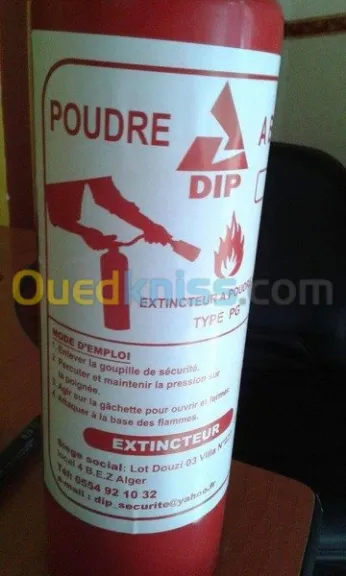 POUDRE
DIP
A
Ouedkniss.com
EXTINCTEUR A POUDRE
TYPE PG
MODE D'EMPLOI
1. Enlever la goupille de sécurité.
2. Percuter et maintenir la pression sur
la poignée.
3. Agir sur la gâchette pour ouvrir et fermer.
4. Attaquer à la base des flammes.
EXTINCTEUR
Siège social: Lot Douzi 03 Villa
local 4 B.E.Z Alger
Tél: 0554 92 10 32
e-mail : dip_securite@yahoo.fr